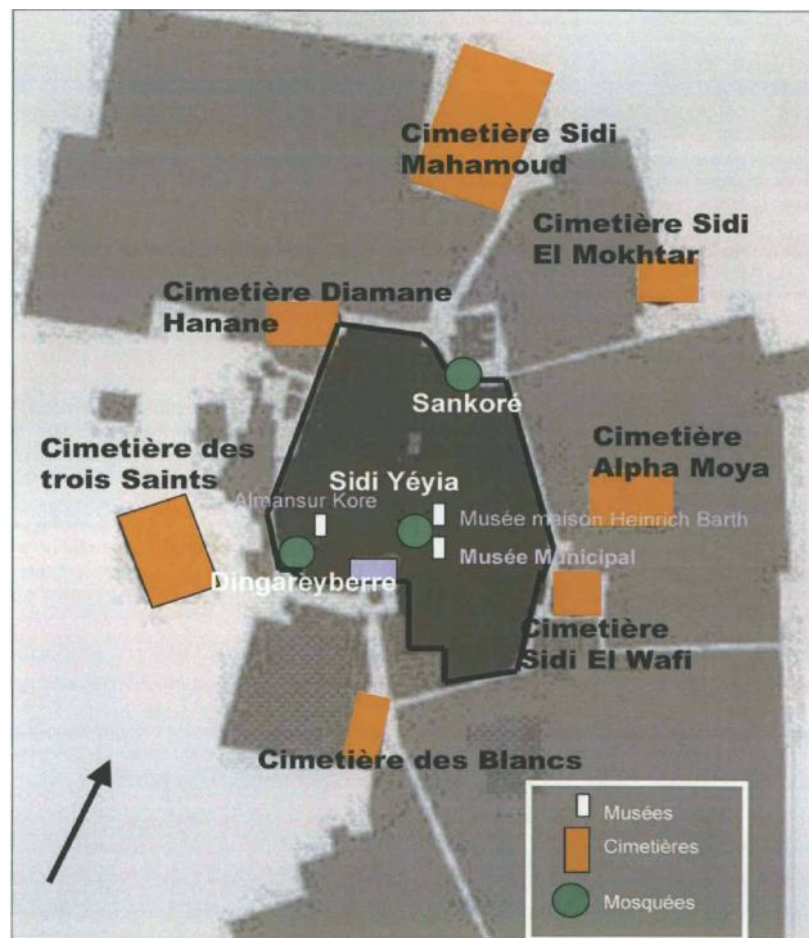 Cimetière Sidi
Mahamoud
Cimetière Sidi
El Mokhtar
Cimetière Diamane
Hanane
Sankoré
Cimetière des
trois Saints
Cimetière
Alpha Moya
Sidi Yéyia
Almansur Kore
Musée maison Heinrich Barth
Musée Municipal
Dingareyberre
Cimetière
Sidi El Wafi
Cimetière des Blancs
Musées
Cimetières
Mosquées